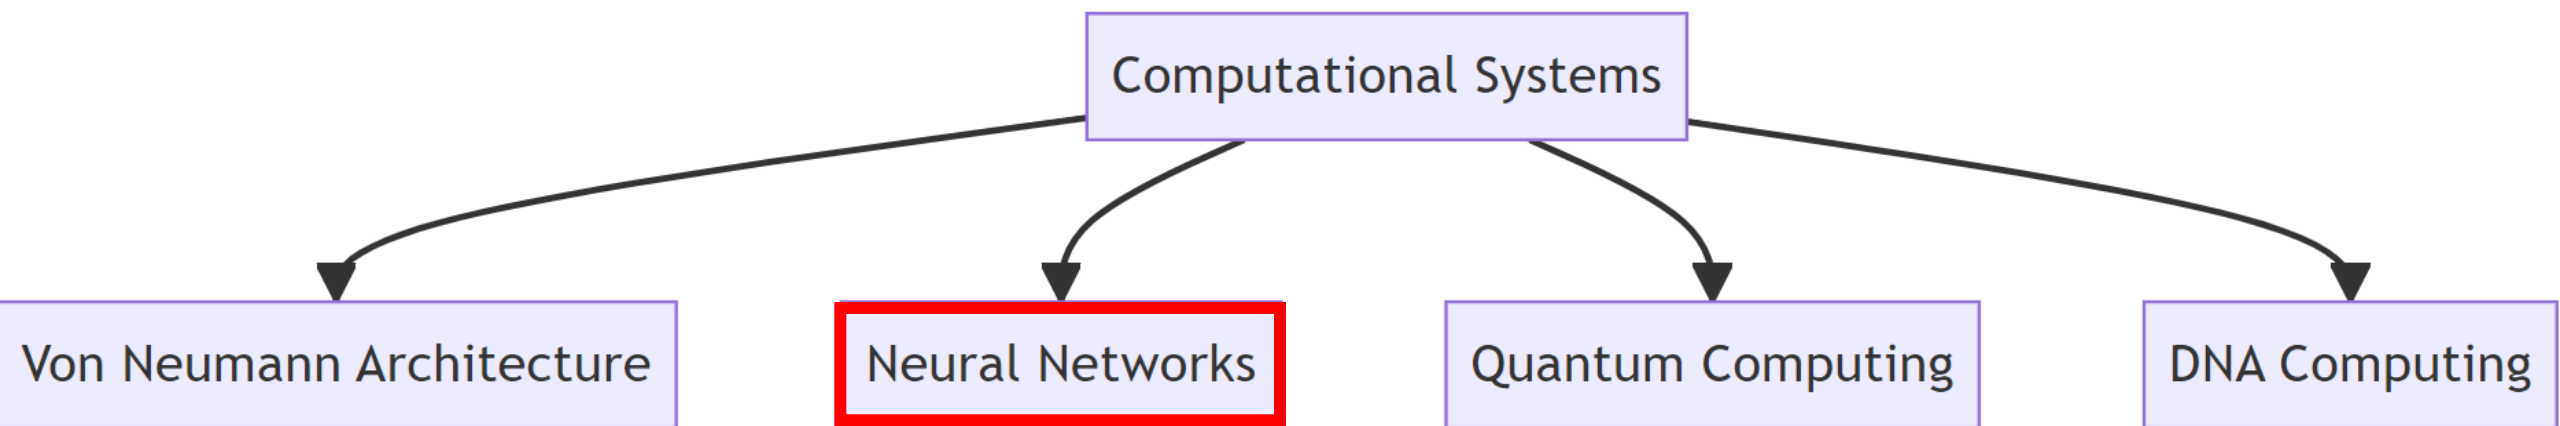 Computational Systems
Von Neumann Architecture
Neural Networks
Quantum Computing
DNA Computing